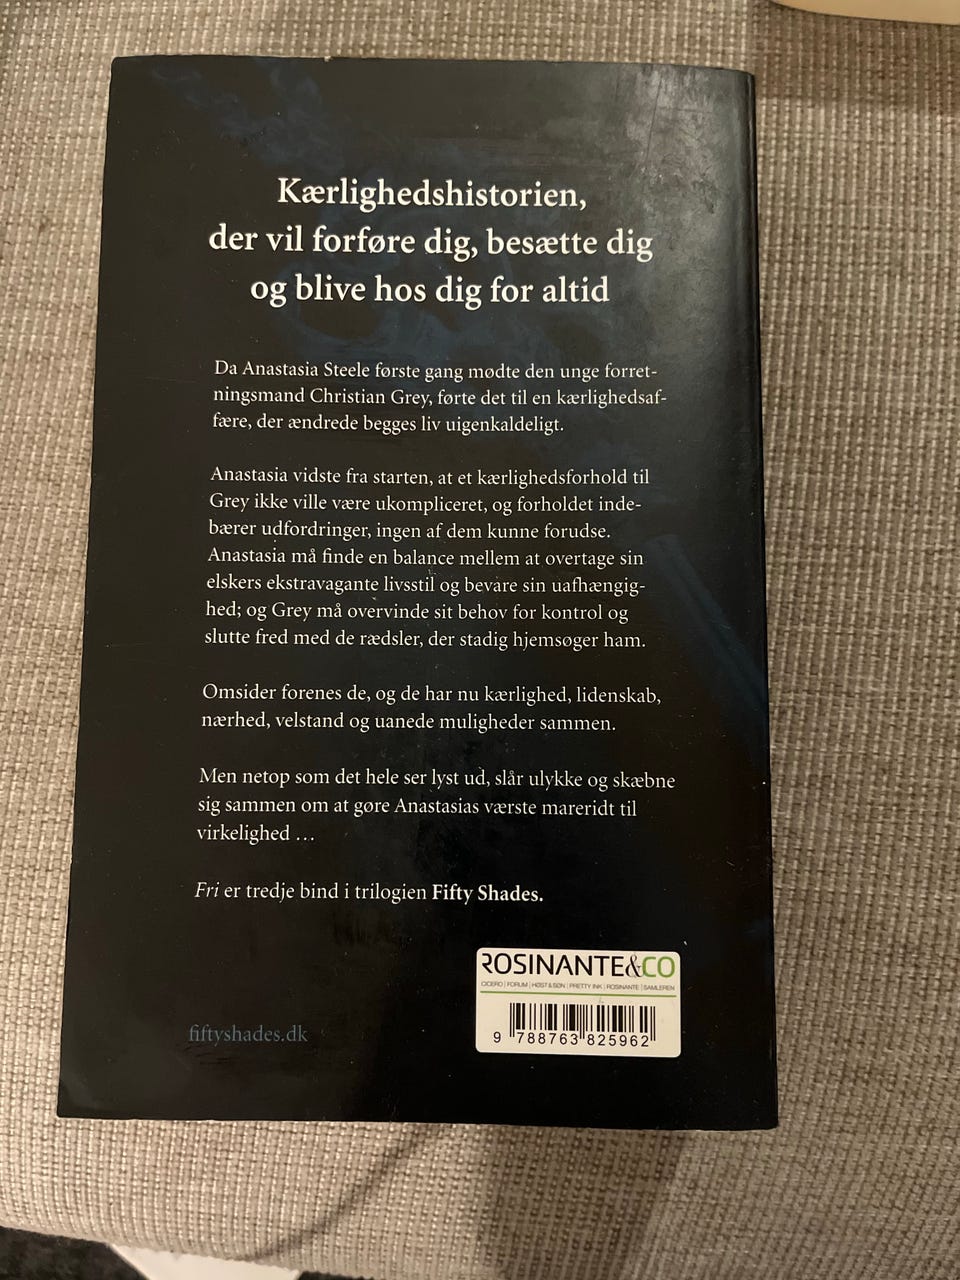 Kærlighedshistorien,
der vil forføre dig, besætte dig
og blive hos dig for altid
Da Anastasia Steele første gang mødte den unge forret-
ningsmand Christian Grey, førte det til en kærlighedsaf-
fære, der ændrede begges liv uigenkaldeligt.
Anastasia vidste fra starten, at et kærlighedsforhold til
Grey ikke ville være ukompliceret, og forholdet inde-
bærer udfordringer, ingen af dem kunne forudse.
Anastasia må finde en balance mellem at overtage sin
elskers ekstravagante livsstil og bevare sin uafhængig-
hed; og Grey må overvinde sit behov for kontrol og
slutte fred med de rædsler, der stadig hjemsøger ham.
Omsider forenes de, og de har nu kærlighed, lidenskab,
nærhed, velstand og uanede muligheder sammen.
Men netop som det hele ser lyst ud, slår ulykke og skæbne
sig sammen om at gøre Anastasias værste mareridt til
virkelighed ...
Fri er tredje bind i trilogien Fifty Shades.
ROSINANTE&CO
CICERO | FORUM | HØST & SØN | PRETTY INK | ROSINANTE | SAMLEREN
fiftyshades.dk
9 788763 825962